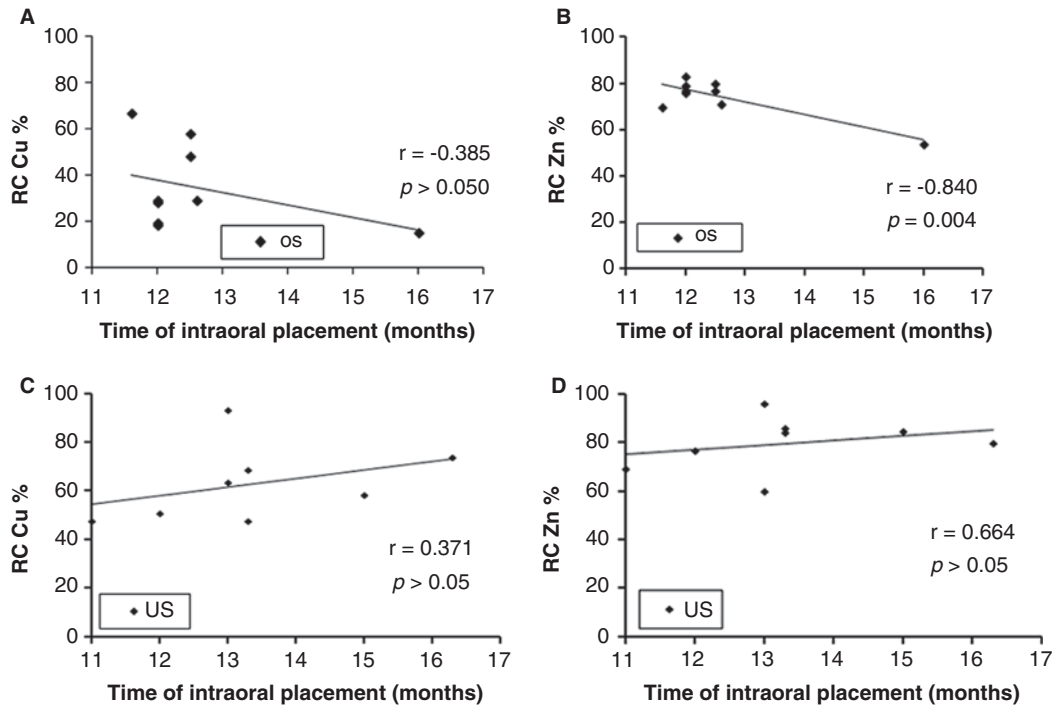 A
RC Cu %
100
80
60
40
20
0
r = -0.385
p > 0.050
os
11 12 13 14 15 16 17
Time of intraoral placement (months)
B
RC Zn %
100
80
60
40
20
0
r = -0.840
p = 0.004
os
11 12 13 14 15 16 17
Time of intraoral placement (months)
C
RC Cu %
100
80
60
40
20
0
r = 0.371
p > 0.05
US
11 12 13 14 15 16 17
Time of intraoral placement (months)
D
RC Zn %
100
80
60
40
20
0
r = 0.664
p > 0.05
US
11 12 13 14 15 16 17
Time of intraoral placement (months)